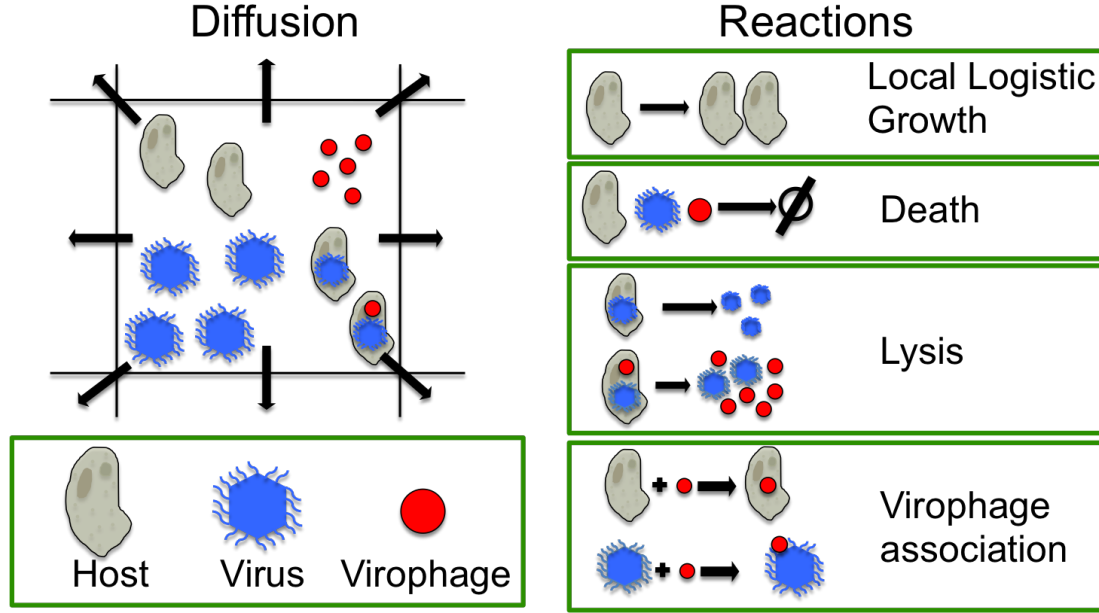 Diffusion
Host
Virus
Virophage
Reactions
Local Logistic
Growth
Death
Lysis
Virophage
association